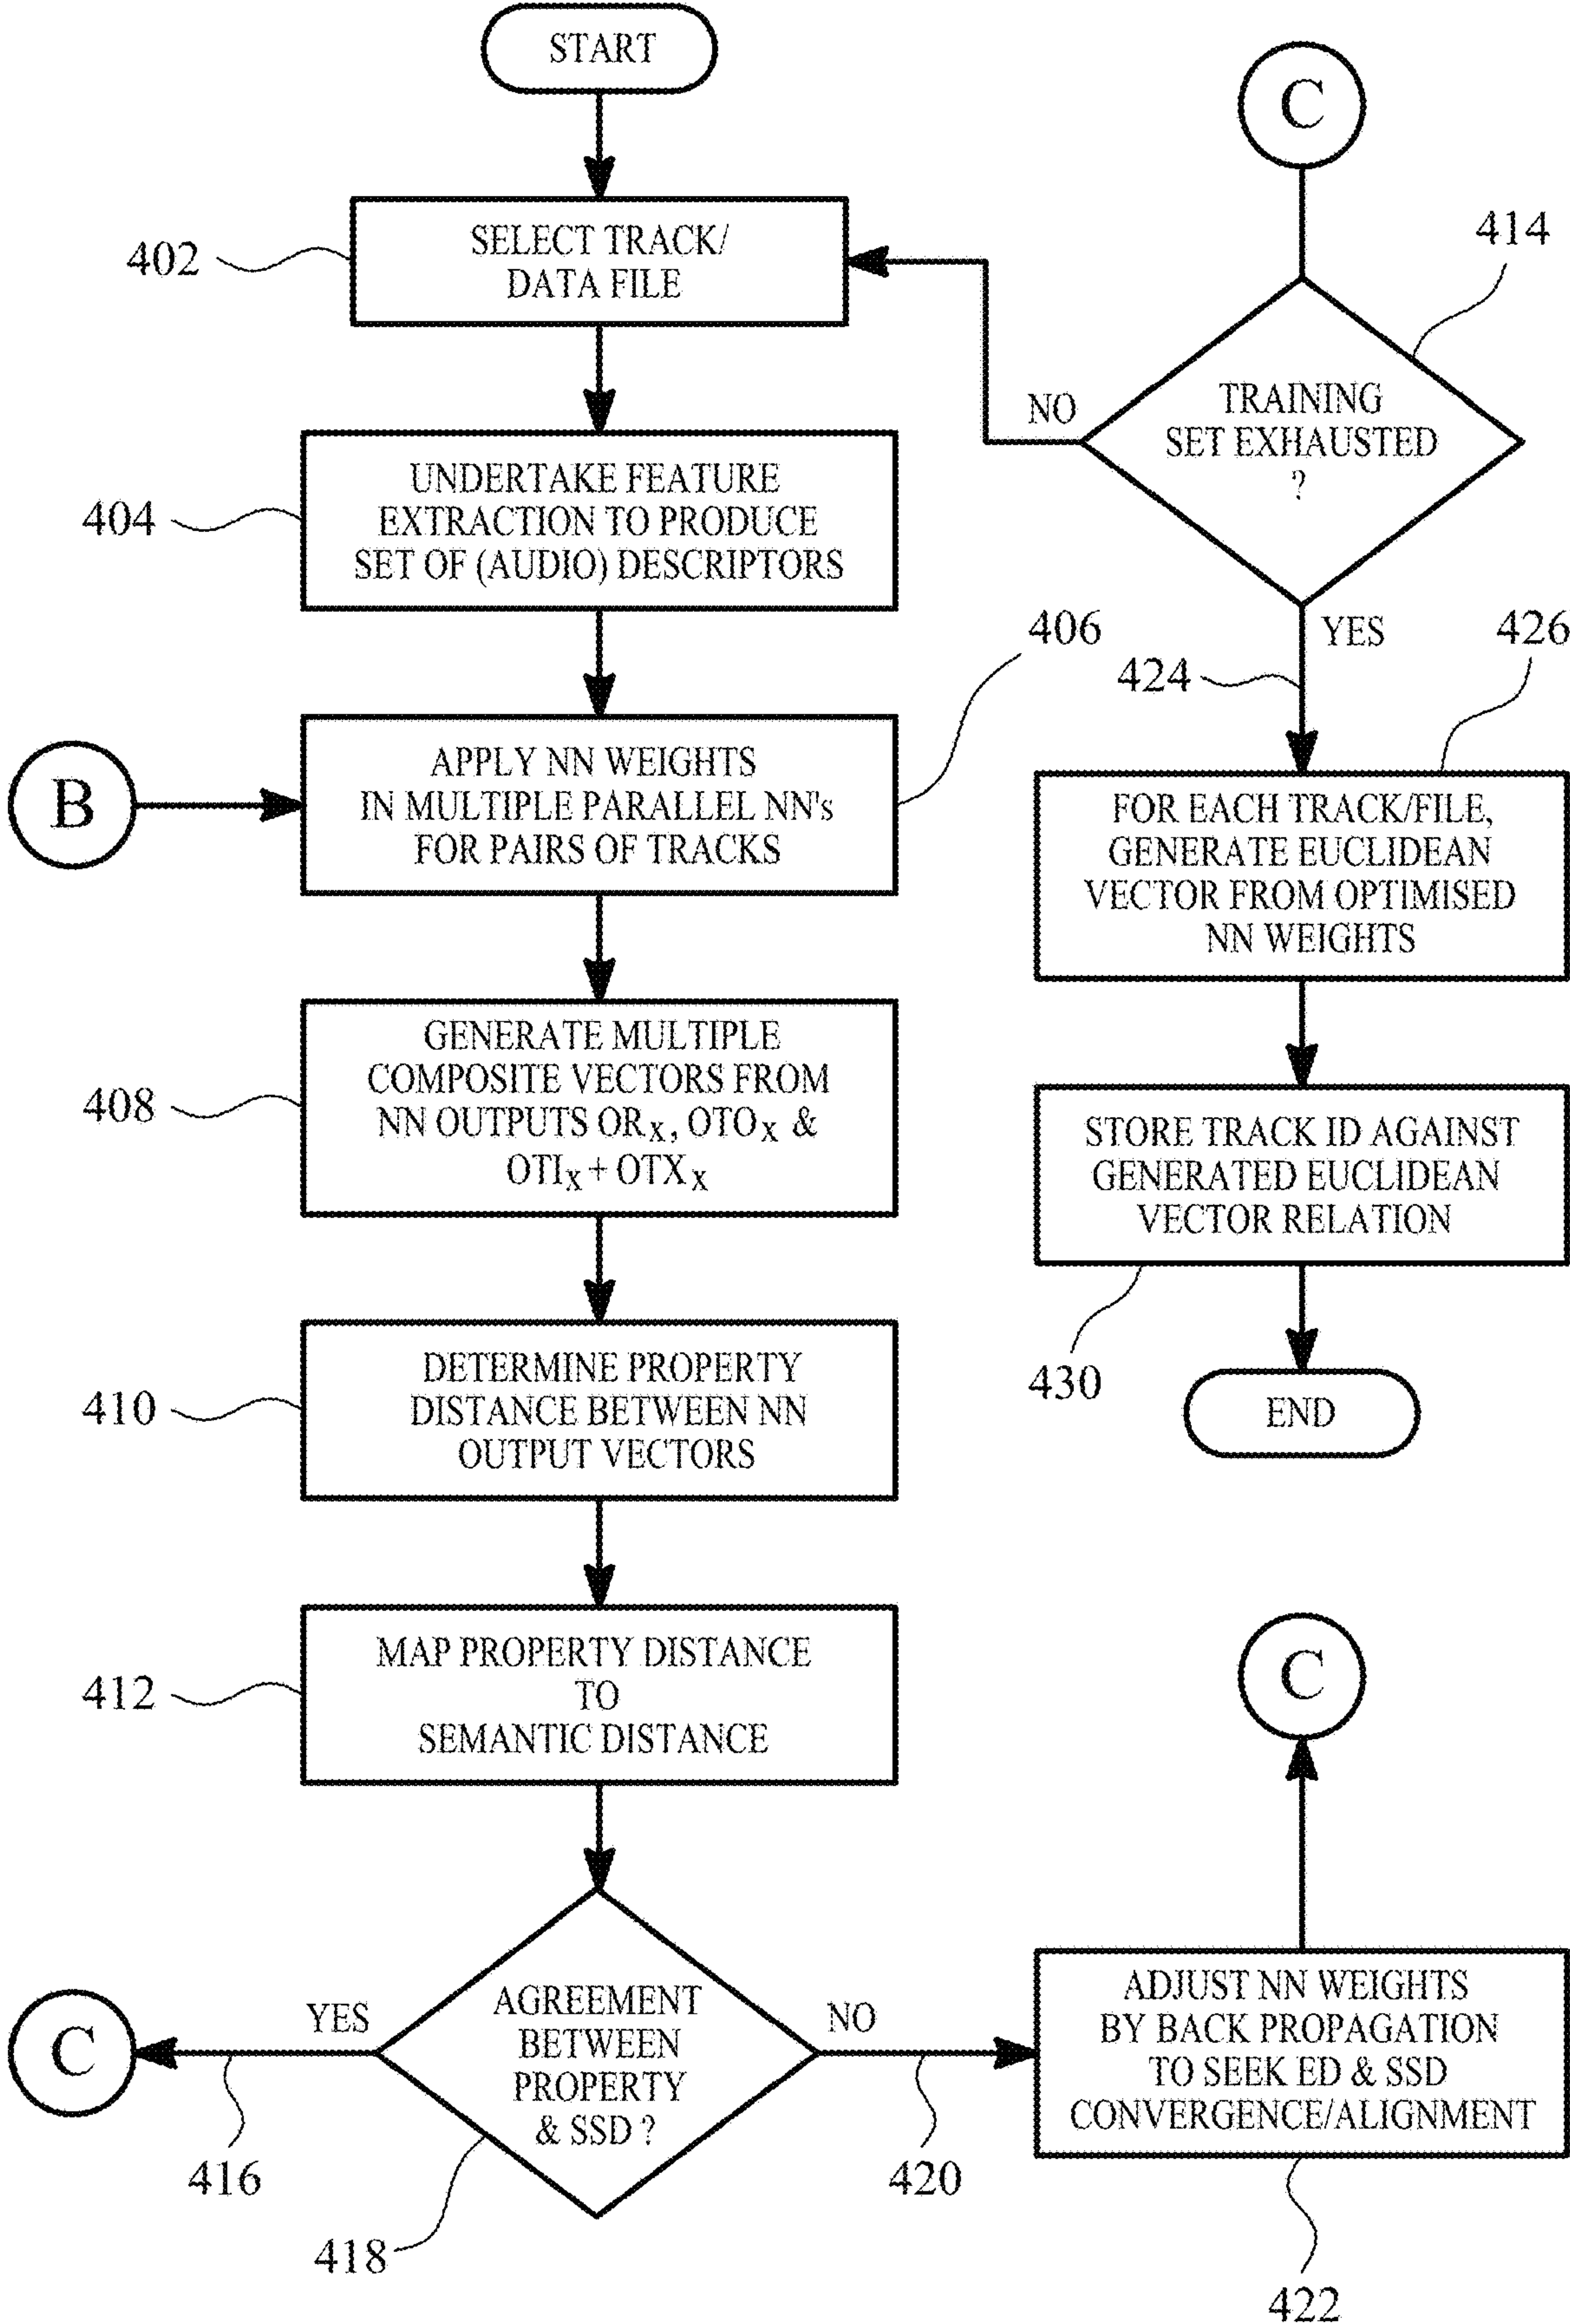 START
402
SELECT TRACK/
DATA FILE
404
UNDERTAKE FEATURE
EXTRACTION TO PRODUCE
SET OF (AUDIO) DESCRIPTORS
406
B
APPLY NN WEIGHTS
IN MULTIPLE PARALLEL NN's
FOR PAIRS OF TRACKS
408
GENERATE MULTIPLE
COMPOSITE VECTORS FROM
NN OUTPUTS ORX, OTOX &
OTIX + OTXX
410
DETERMINE PROPERTY
DISTANCE BETWEEN NN
OUTPUT VECTORS
412
MAP PROPERTY DISTANCE
TO
SEMANTIC DISTANCE
AGREEMENT
BETWEEN
PROPERTY
& SSD ?
418
YES
416
C
NO
420
ADJUST NN WEIGHTS
BY BACK PROPAGATION
TO SEEK ED & SSD
CONVERGENCE/ALIGNMENT
422
C
C
414
TRAINING
SET EXHAUSTED
?
NO
YES
424
426
FOR EACH TRACK/FILE,
GENERATE EUCLIDEAN
VECTOR FROM OPTIMISED
NN WEIGHTS
STORE TRACK ID AGAINST
GENERATED EUCLIDEAN
VECTOR RELATION
430
END